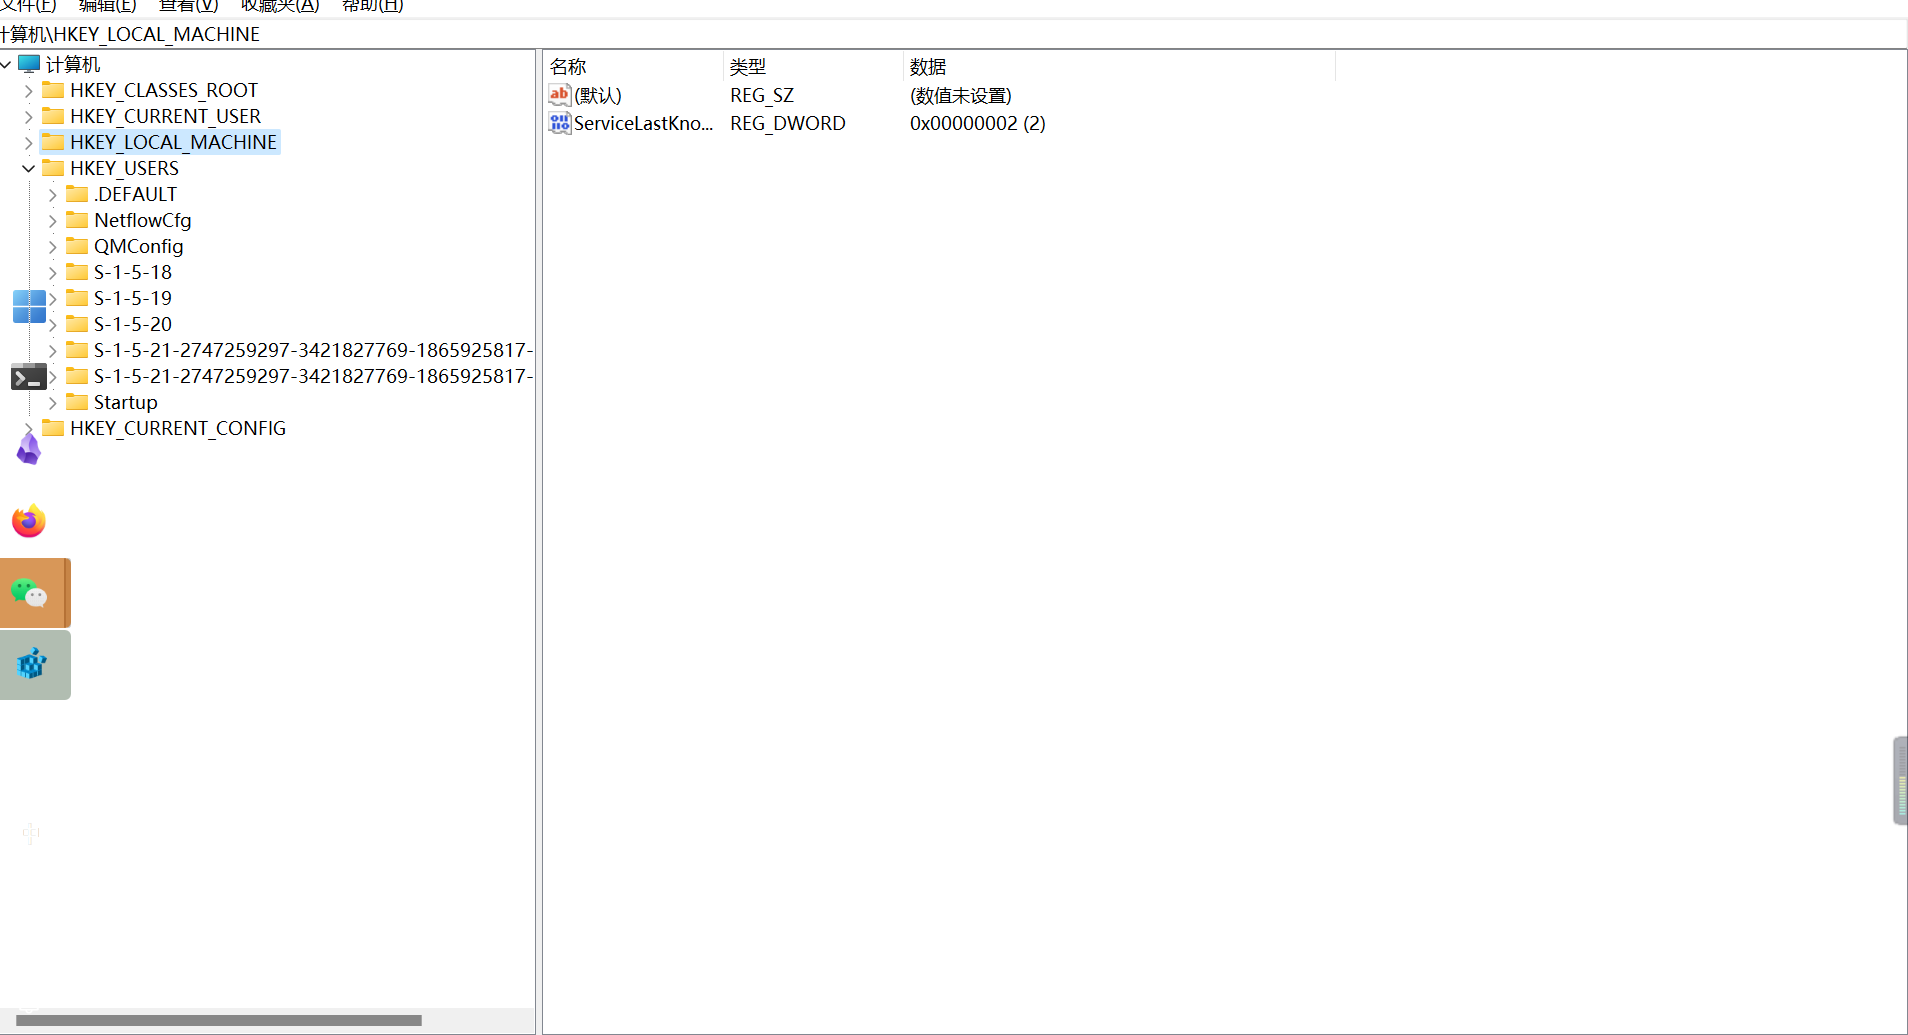 文件(F) 编辑(E) 查看(V) 收藏夹(A) 帮助(H)
计算机\HKEY_LOCAL_MACHINE
计算机
HKEY_CLASSES_ROOT
HKEY_CURRENT_USER
HKEY_LOCAL_MACHINE
HKEY_USERS
.DEFAULT
NetflowCfg
QMConfig
S-1-5-18
S-1-5-19
S-1-5-20
S-1-5-21-2747259297-3421827769-1865925817-
S-1-5-21-2747259297-3421827769-1865925817-
Startup
HKEY_CURRENT_CONFIG
名称 类型 数据
(默认) REG_SZ (数值未设置)
ServiceLastKno... REG_DWORD 0x00000002 (2)